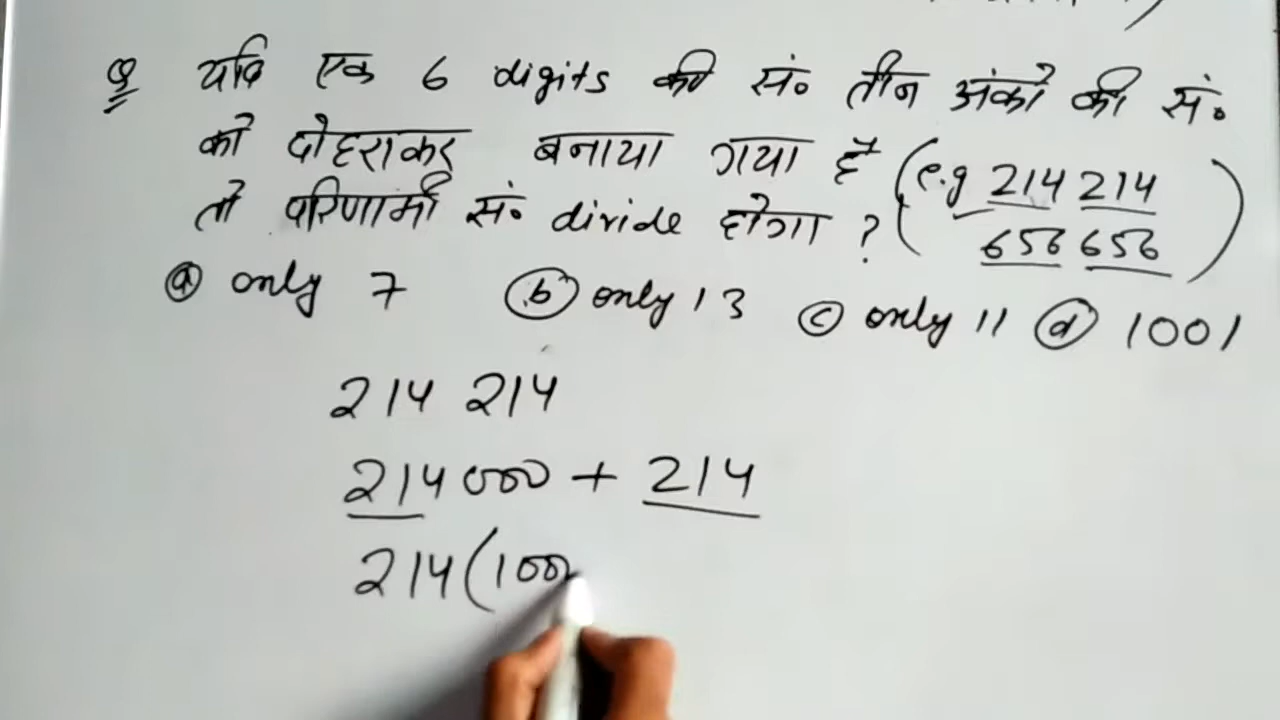 Q यदि एक 6 digits की सं० तीन अंको की सं०
को दोहराकर बनाया गया है (e.g 214 214
तो परिणामी सं० divide होगा ? 656 656)
(a) only 7 (b) only 13 (c) only 11 (d) 1001
214 214
214000 + 214
214(100